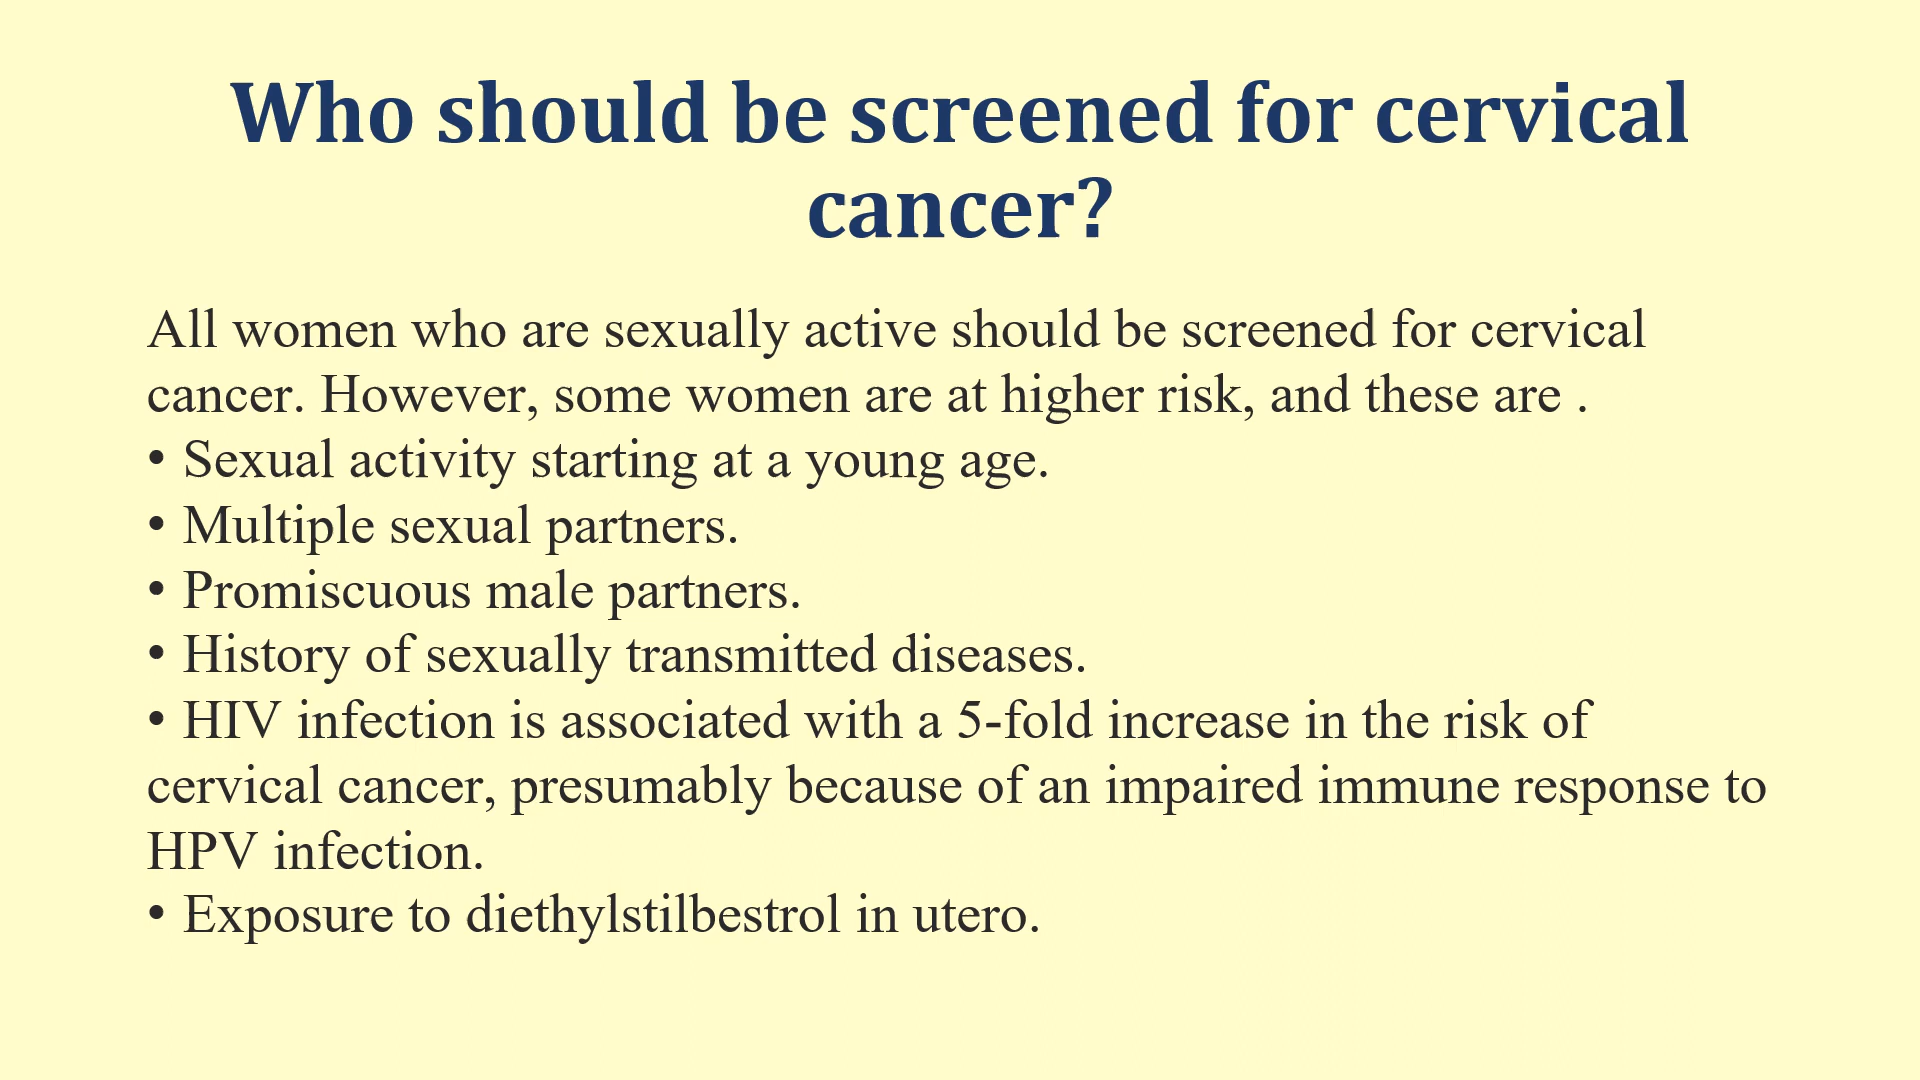 Who should be screened for cervical
cancer?
All women who are sexually active should be screened for cervical
cancer. However, some women are at higher risk, and these are .
• Sexual activity starting at a young age.
• Multiple sexual partners.
• Promiscuous male partners.
• History of sexually transmitted diseases.
• HIV infection is associated with a 5-fold increase in the risk of
cervical cancer, presumably because of an impaired immune response to
HPV infection.
• Exposure to diethylstilbestrol in utero.